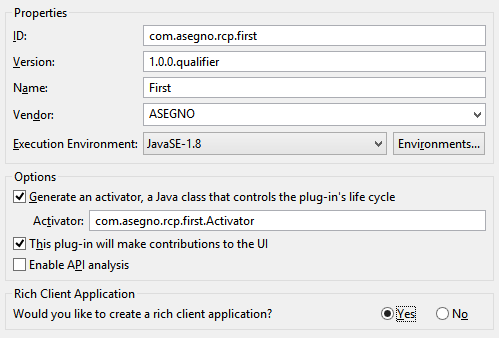 Properties
ID: com.asegno.rcp.first
Version: 1.0.0.qualifier
Name: First
Vendor: ASEGNO
Execution Environment: JavaSE-1.8 Environments...
Options
Generate an activator, a Java class that controls the plug-in's life cycle
Activator: com.asegno.rcp.first.Activator
This plug-in will make contributions to the UI
Enable API analysis
Rich Client Application
Would you like to create a rich client application? Yes No